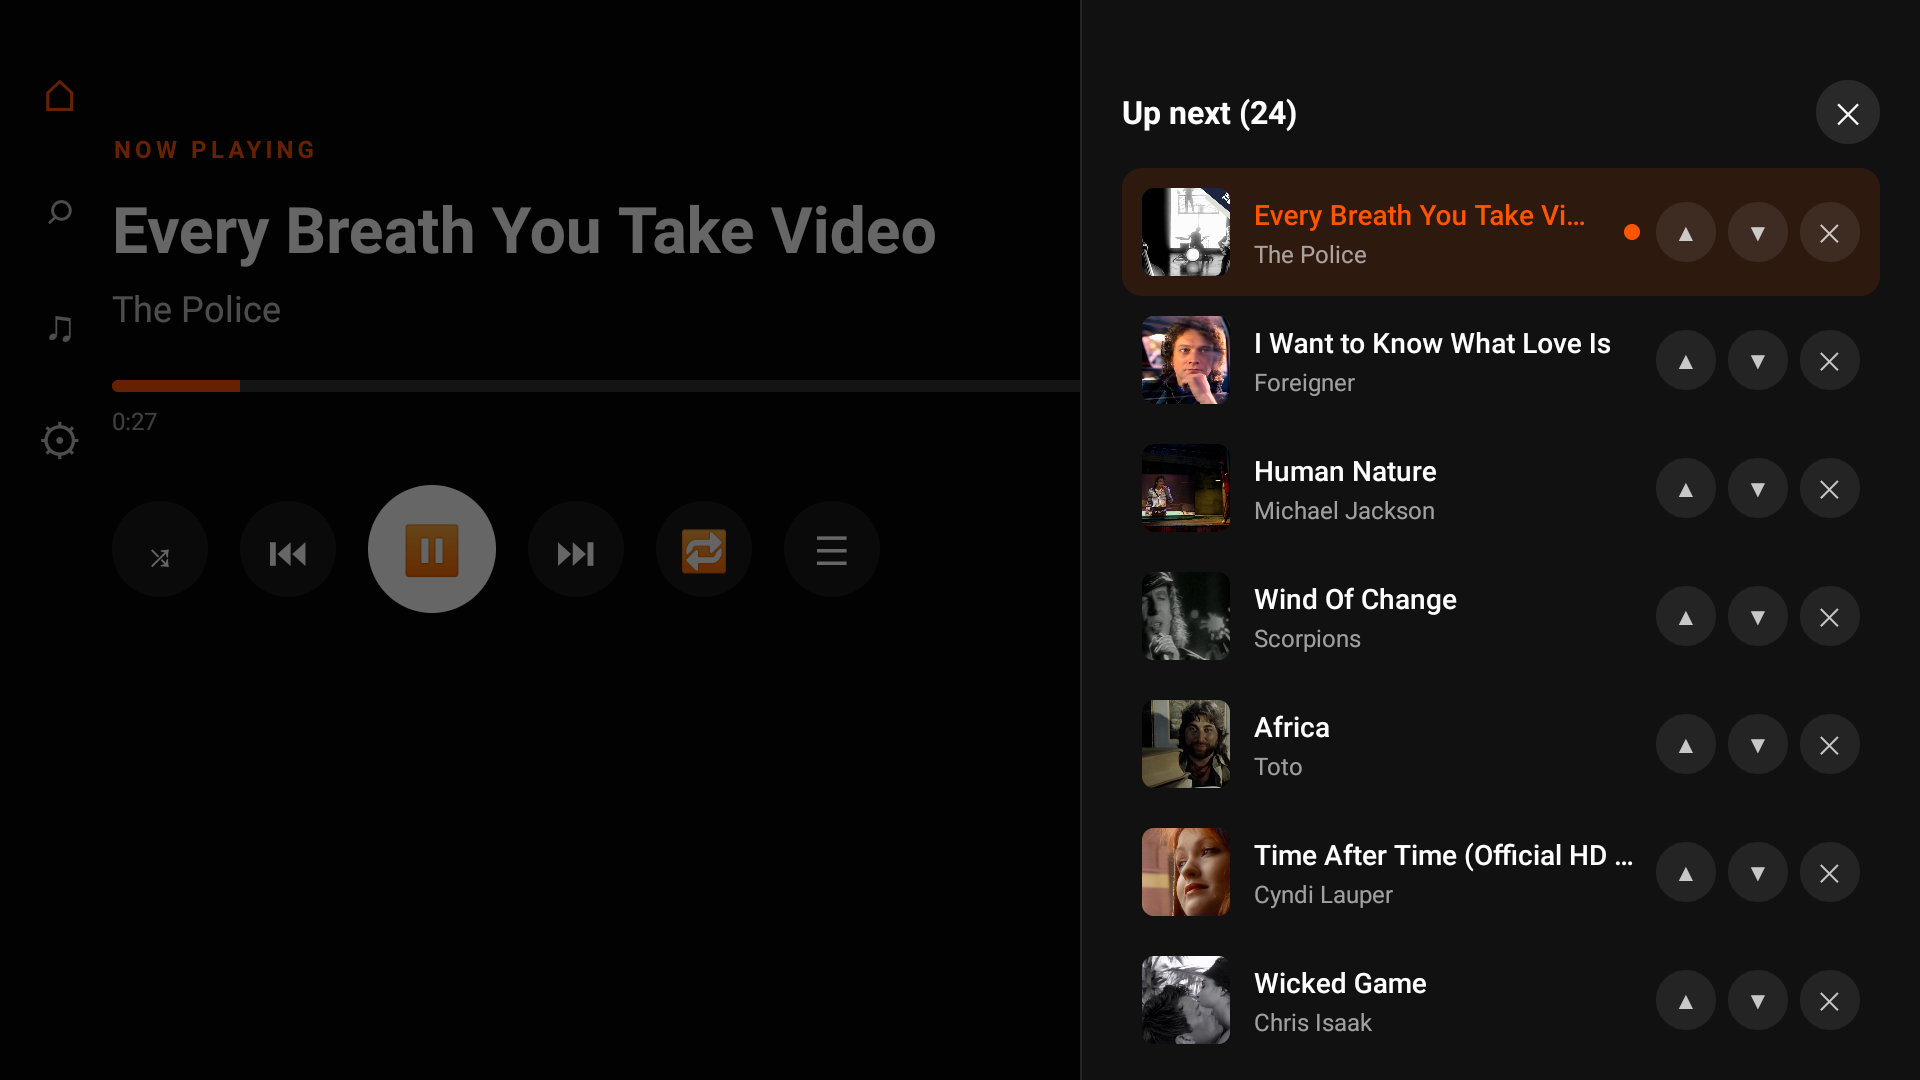 NOW PLAYING
Every Breath You Take Video
The Police
0:27
Up next (24)
Every Breath You Take Vi...
The Police
I Want to Know What Love Is
Foreigner
Human Nature
Michael Jackson
Wind Of Change
Scorpions
Africa
Toto
Time After Time (Official HD ...
Cyndi Lauper
Wicked Game
Chris Isaak